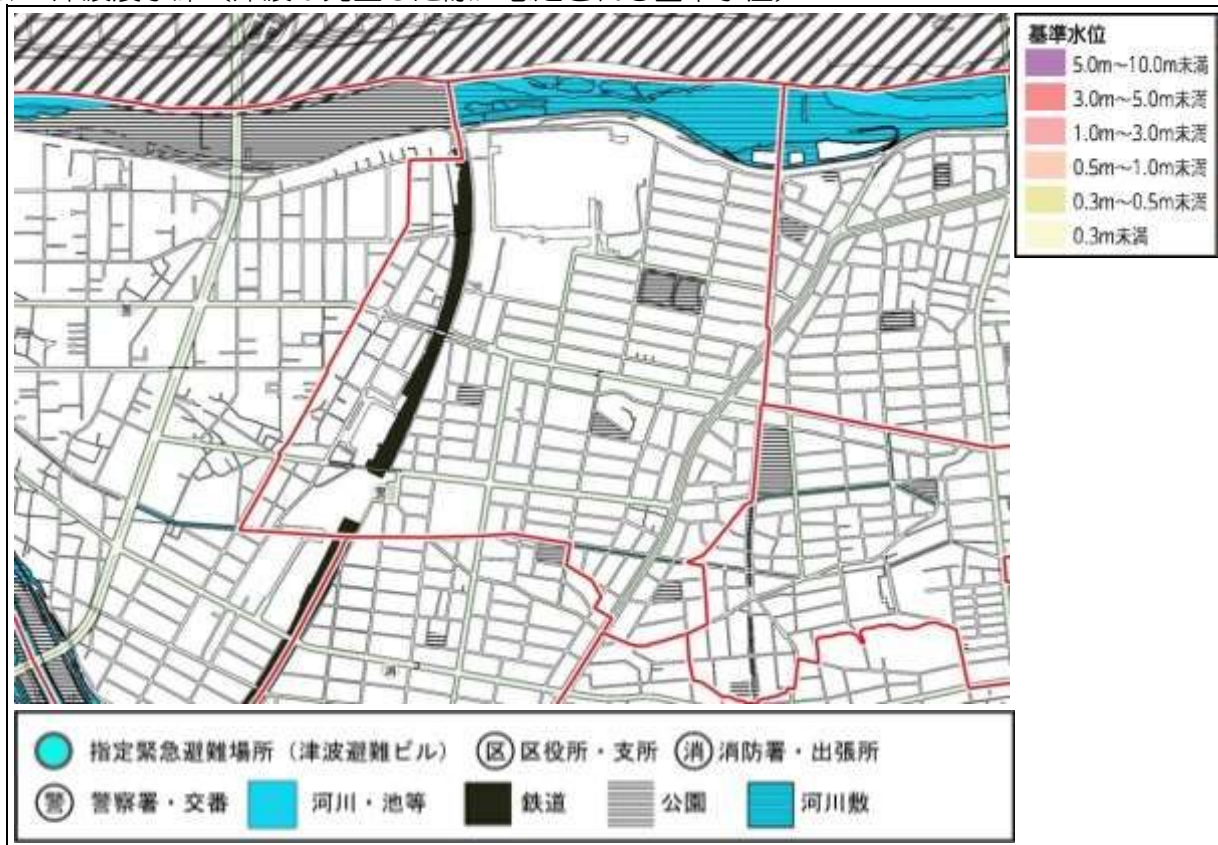 基準水位
5.0m~10.0m未満
3.0m~5.0m未満
1.0m~3.0m未満
0.5m~1.0m未満
0.3m~0.5m未満
0.3m未満
消
指定緊急避難場所（津波避難ビル） 区 区役所・支所 消 消防署・出張所
警 警察署・交番 河川・池等 鉄道 公園 河川敷